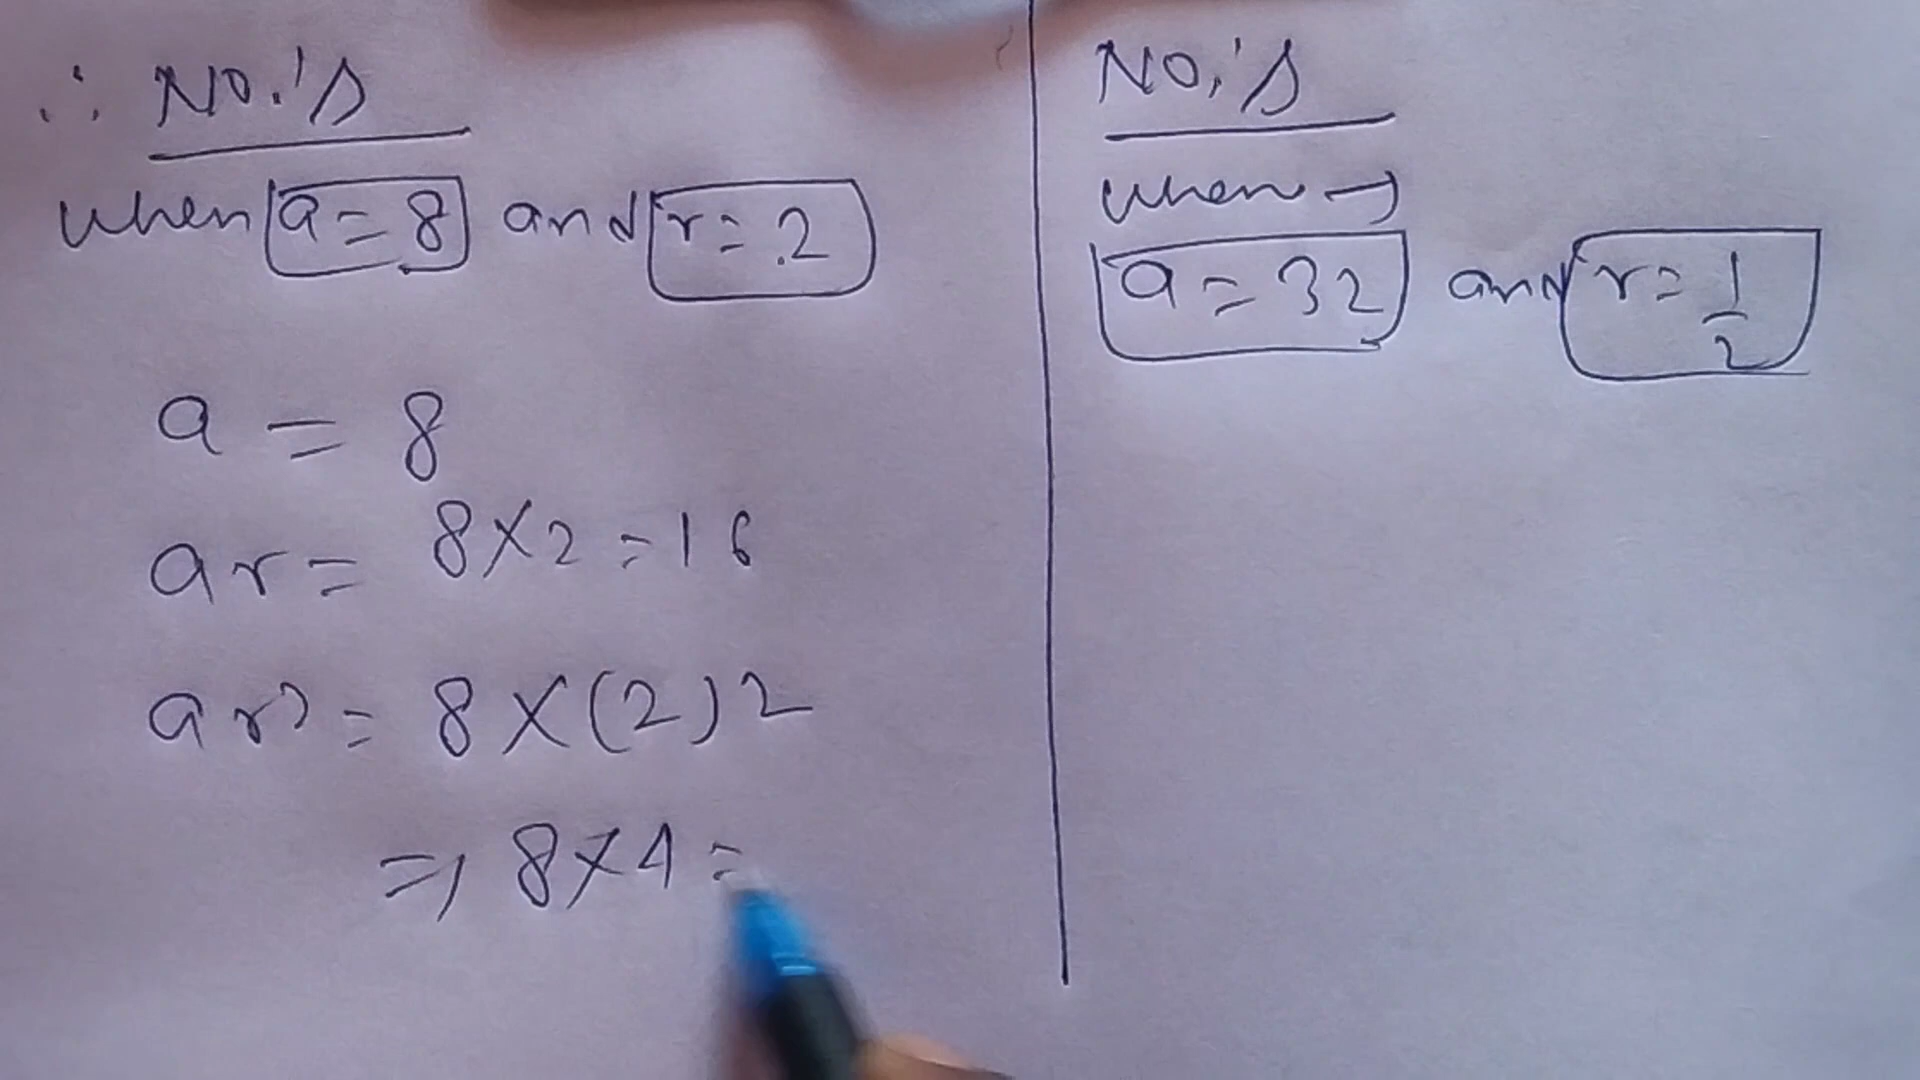 ∴ NO.'s
when a = 8 and r = 2
a = 8
ar = 8×2 = 16
ar² = 8×(2)2
=> 8×4 =
NO.'s
when →
a = 32 and r = 1/2